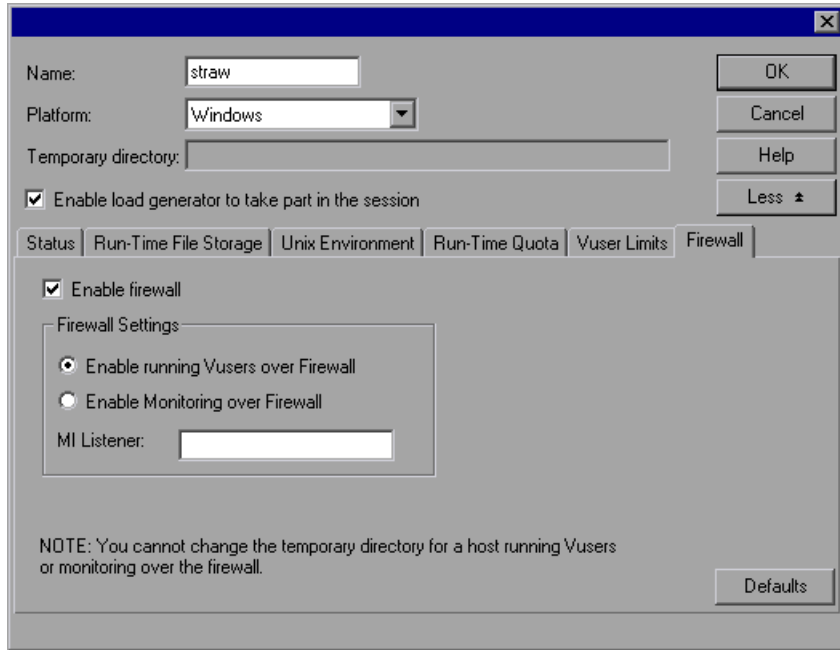 Name:
straw
OK
Platform:
Windows
Cancel
Temporary directory:
Help
Enable load generator to take part in the session
Less
Status
Run-Time File Storage
Unix Environment
Run-Time Quota
Vuser Limits
Firewall
Enable firewall
Firewall Settings
Enable running Vusers over Firewall
Enable Monitoring over Firewall
MI Listener:
NOTE: You cannot change the temporary directory for a host running Vusers
or monitoring over the firewall.
Defaults